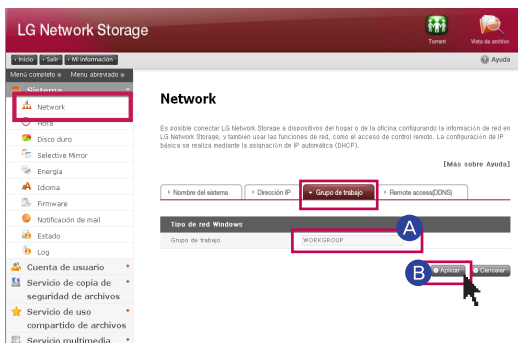 LG Network Storage
Torrent
Vista de archivo
Inicio
Salir
Mi Información
Ayuda
Menú completo
Menu abreviado
Sistema
Network
Hora
Disco duro
Selective Mirror
Energía
Idioma
Firmware
Notificación de mail
Estado
Log
Cuenta de usuario
Servicio de copia de
seguridad de archivos
Servicio de uso
compartido de archivos
Servicio multimedia
Network
Es posible conectar LG Network Storage a dispositivos del hogar o de la oficina configurando la información de red en
LG Network Storage, y también usar las funciones de red, como el acceso de control remoto. La configuración de IP
básica se realiza mediante la asignación de IP automática (DHCP).
[Más sobre Ayuda]
Nombre del sistema
Dirección IP
Grupo de trabajo
Remote access(DDNS)
Tipo de red Windows
Grupo de trabajo
WORKGROUP
A
B
Aplicar
Cancelar